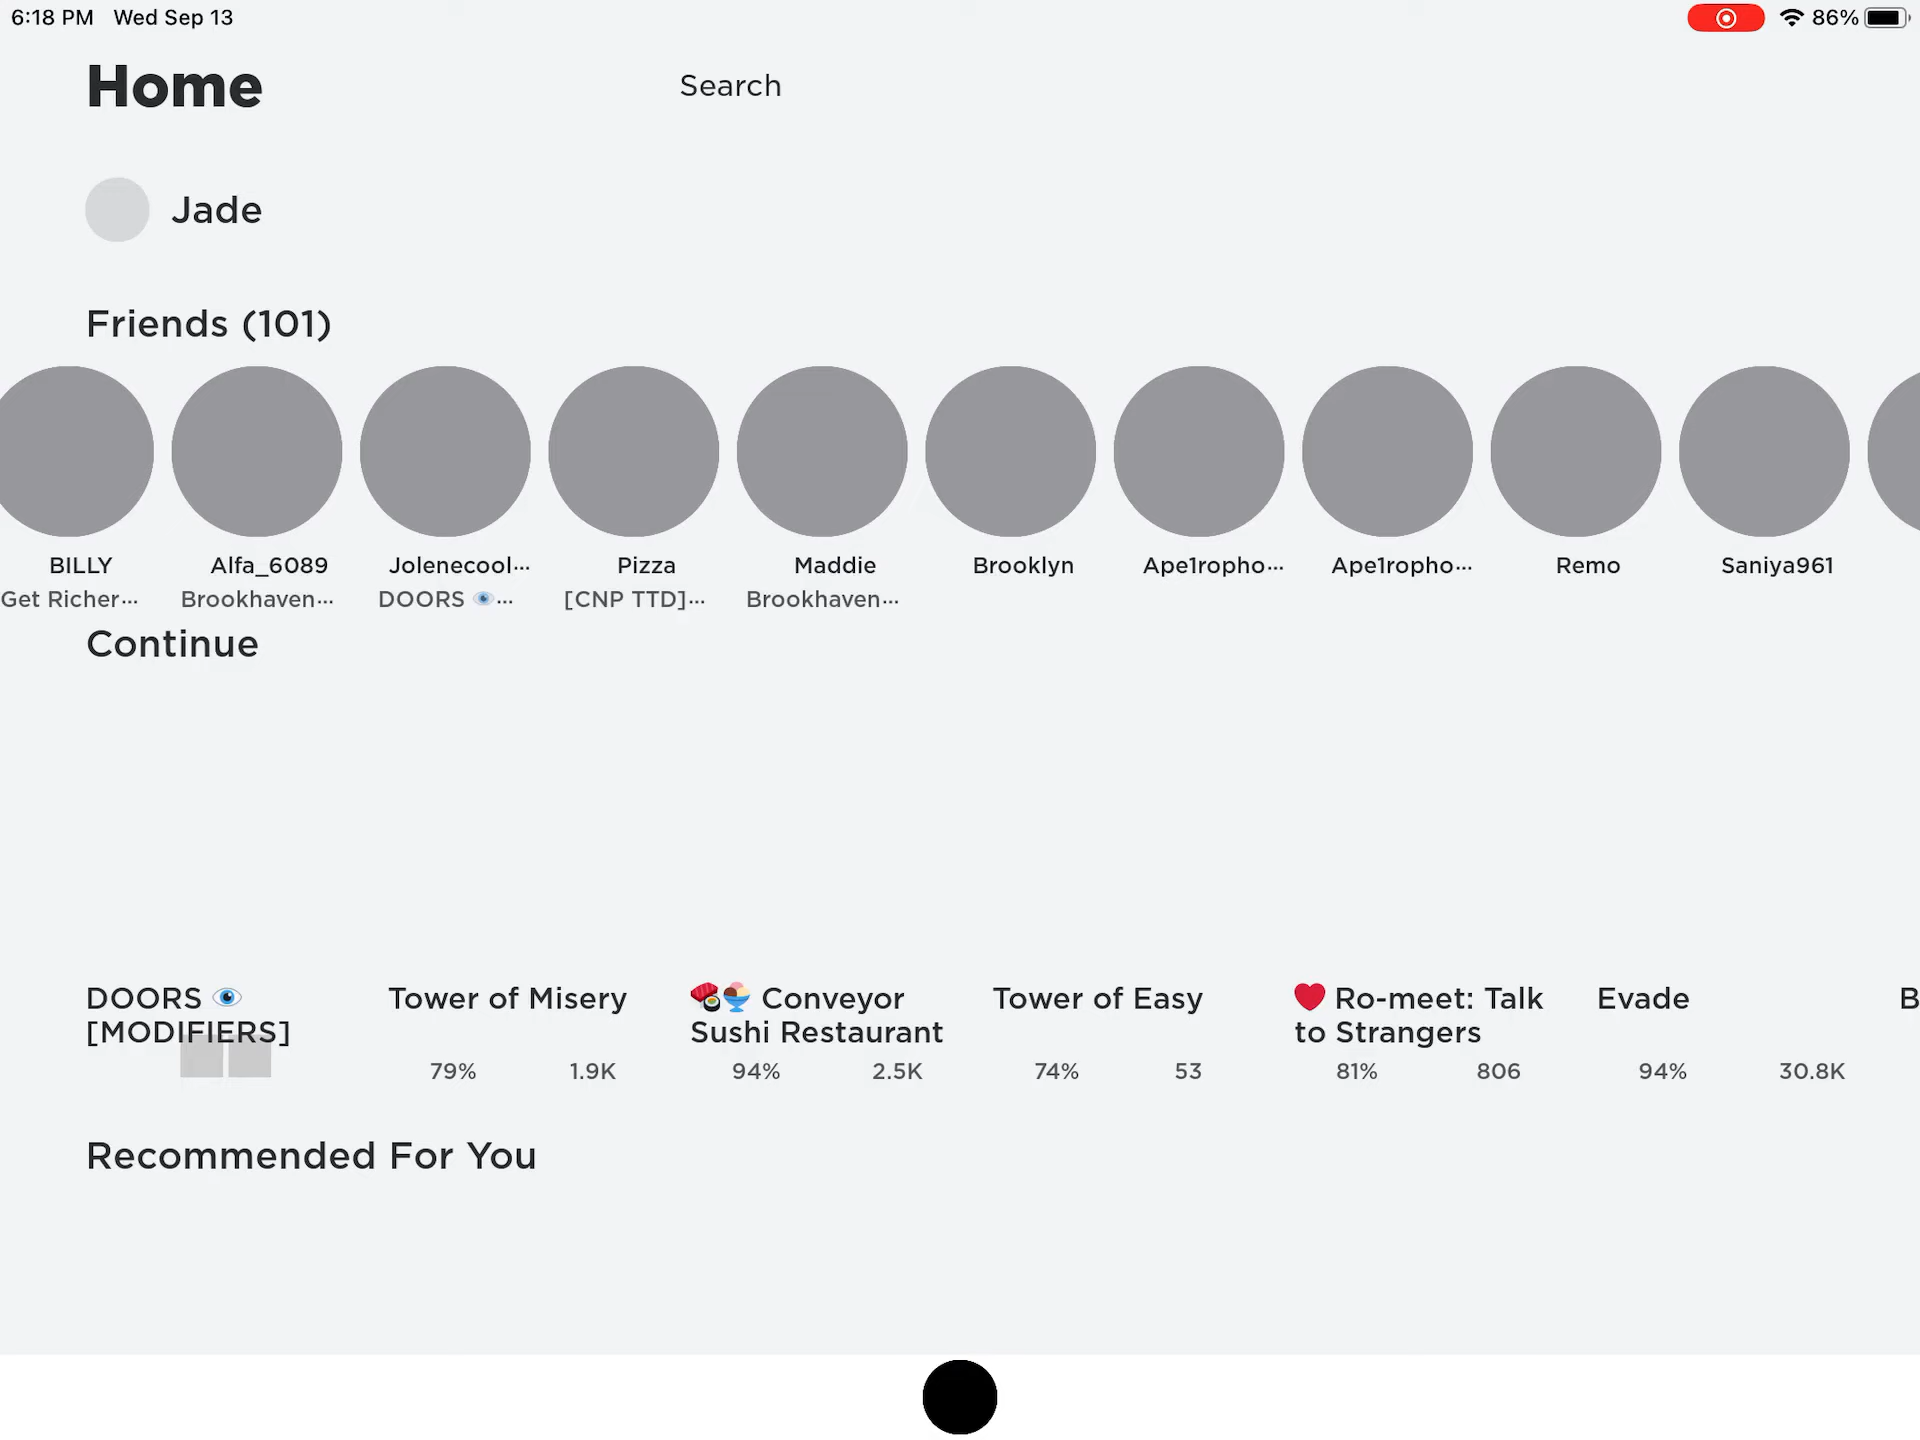 6:18 PM Wed Sep 13 86%
Home Search
Jade
Friends (101)
BILLY Alfa_6089 Jolenecool... Pizza Maddie Brooklyn Ape1ropho... Ape1ropho... Remo Saniya961
Get Richer... Brookhaven... DOORS 👁️... [CNP TTD]... Brookhaven...
Continue
DOORS 👁️ Tower of Misery 🍣🍨 Conveyor Tower of Easy ❤️ Ro-meet: Talk Evade B
[MODIFIERS] Sushi Restaurant to Strangers
79% 1.9K 94% 2.5K 74% 53 81% 806 94% 30.8K
Recommended For You